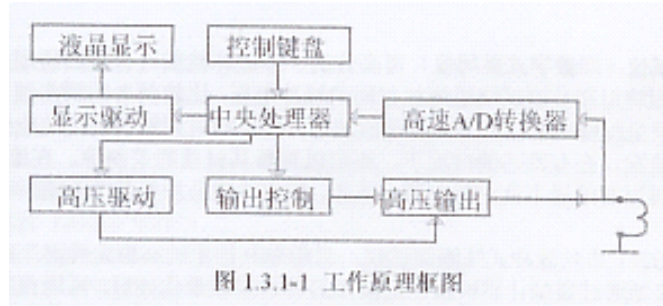 液晶显示 控制键盘
显示驱动 中央处理器 高速A/D转换器
高压驱动 输出控制 高压输出
图 1.3.1-1 工作原理框图